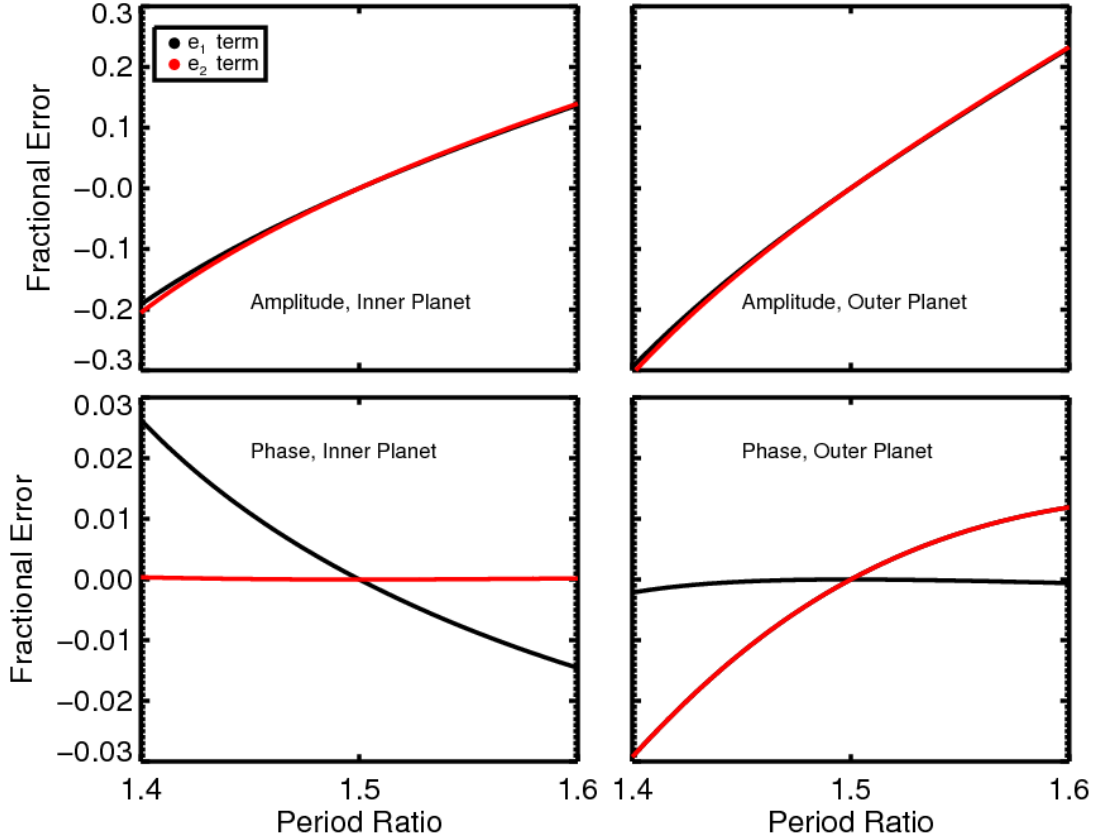 Fractional Error
0.3
0.2
0.1
−0.0
−0.1
−0.2
−0.3
e₁ term
e₂ term
Amplitude, Inner Planet
Amplitude, Outer Planet
Fractional Error
0.03
0.02
0.01
0.00
−0.01
−0.02
−0.03
Phase, Inner Planet
Phase, Outer Planet
1.4 1.5 1.6
1.4 1.5 1.6
Period Ratio
Period Ratio